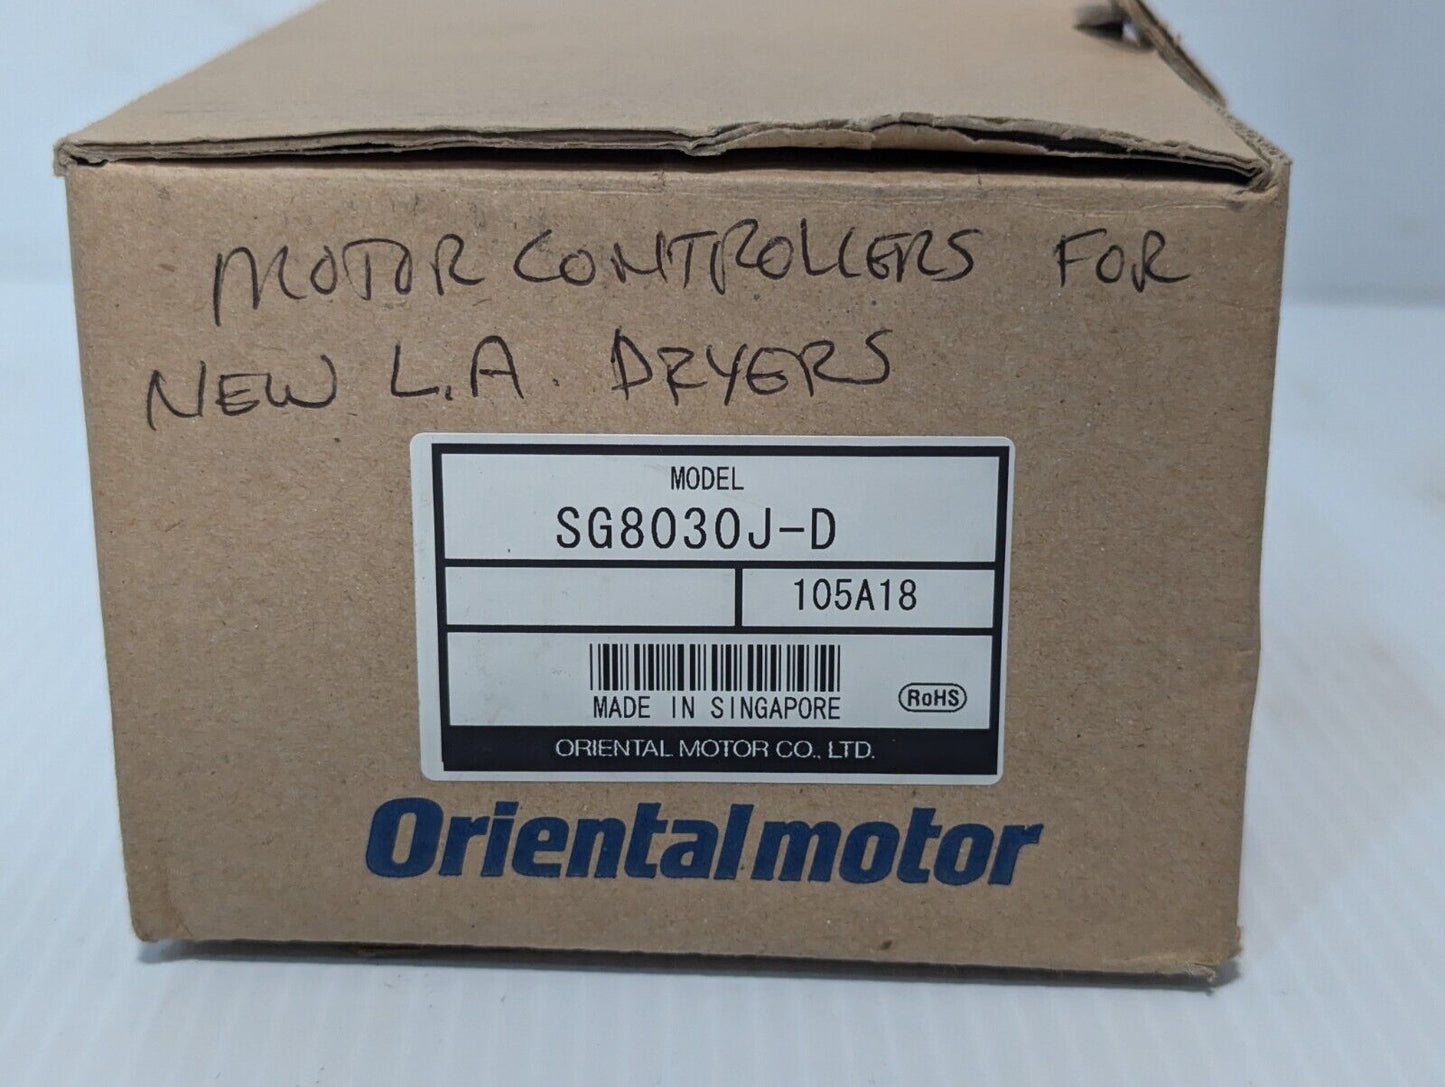 MOTOR CONTROLLERS FOR
NEW L.A. DRYERS
MODEL
SG8030J-D
105A18
MADE IN SINGAPORE
RoHS
ORIENTAL MOTOR CO., LTD.
Orientalmotor